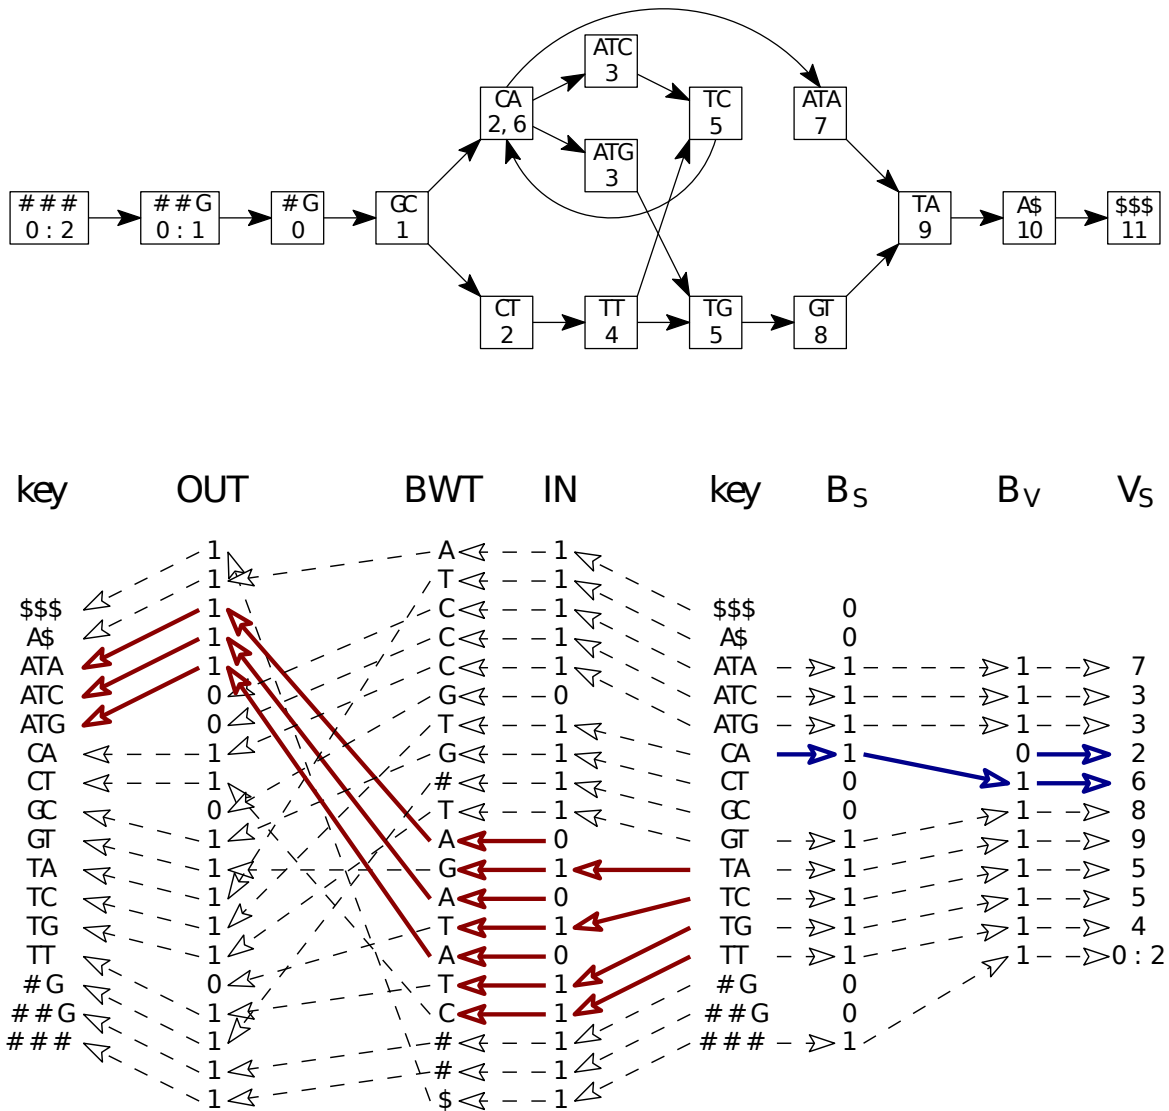 ATC
3
CA TC ATA
2, 6 5 7
ATG
3
### ##G #G GC TA A$ $$$
0 : 2 0 : 1 0 1 9 10 11
CT TT TG GT
2 4 5 8
key OUT BWT IN key B_S B_V V_S
1 A 1
1 T 1
$$$ 1 C 1 $$$ 0
A$ 1 C 1 A$ 0
ATA 1 C 1 ATA 1 1 7
ATC 0 G 0 ATC 1 1 3
ATG 0 T 1 ATG 1 1 3
CA 1 G 1 CA 1 0 2
CT 1 # 1 CT 0 1 6
GC 0 T 1 GC 0 1 8
GT 1 A 0 GT 1 1 9
TA 1 G 1 TA 1 1 5
TC 1 A 0 TC 1 1 5
TG 1 T 1 TG 1 1 4
TT 1 A 0 TT 1 1 0 : 2
#G 0 T 1 #G 0
##G 1 C 1 ##G 0
### 1 # 1 ### 1
1 # 1
1 $ 1